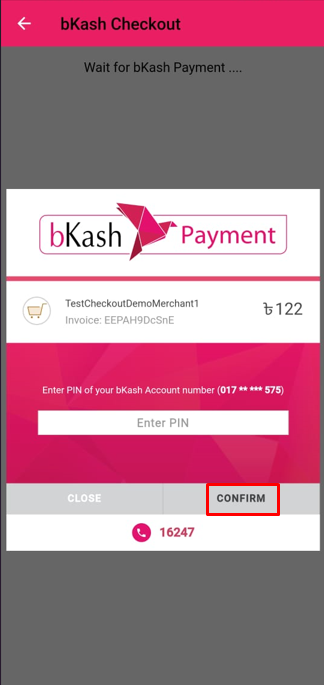 bKash Checkout
Wait for bKash Payment ....
bKash Payment
TestCheckoutDemoMerchant1
৳ 122
Invoice: EEPAH9DcSnE
Enter PIN of your bKash Account number (017 ** *** 575)
Enter PIN
CLOSE CONFIRM
16247